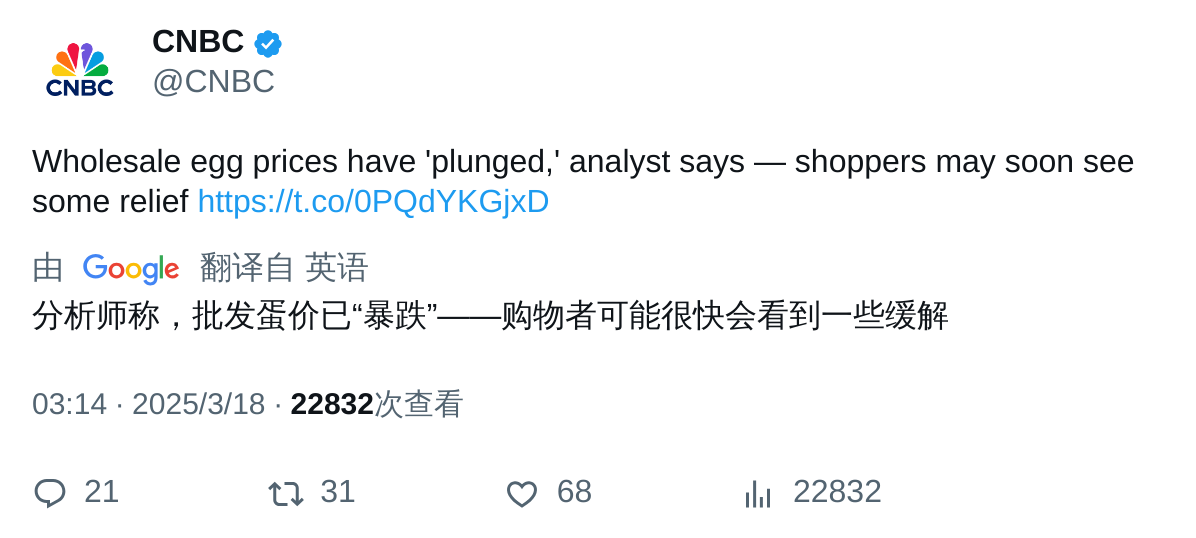 CNBC
CNBC
@CNBC
Wholesale egg prices have 'plunged,' analyst says — shoppers may soon see
some relief https://t.co/0PQdYKGjxD
由 Google 翻译自 英语
分析师称，批发蛋价已“暴跌”——购物者可能很快会看到一些缓解
03:14 · 2025/3/18 · 22832次查看
21 31 68 22832